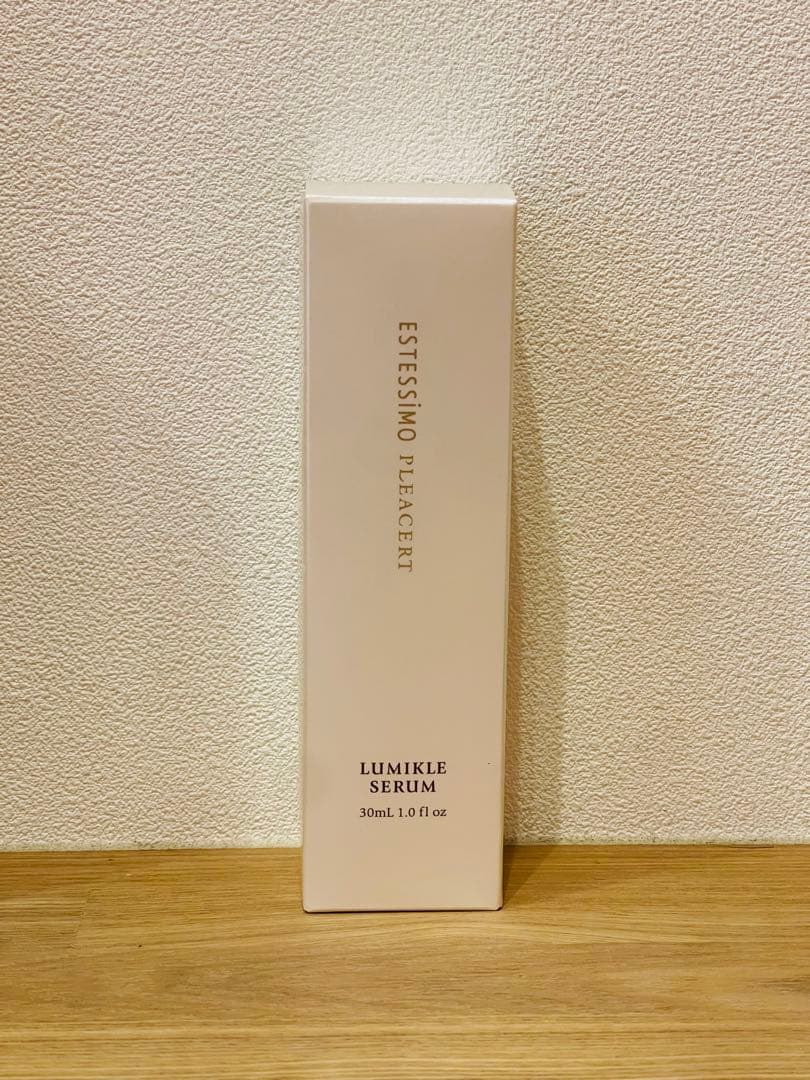 ESTESSiMO PLEACERT
LUMIKLE
SERUM
30mL 1.0 fl oz